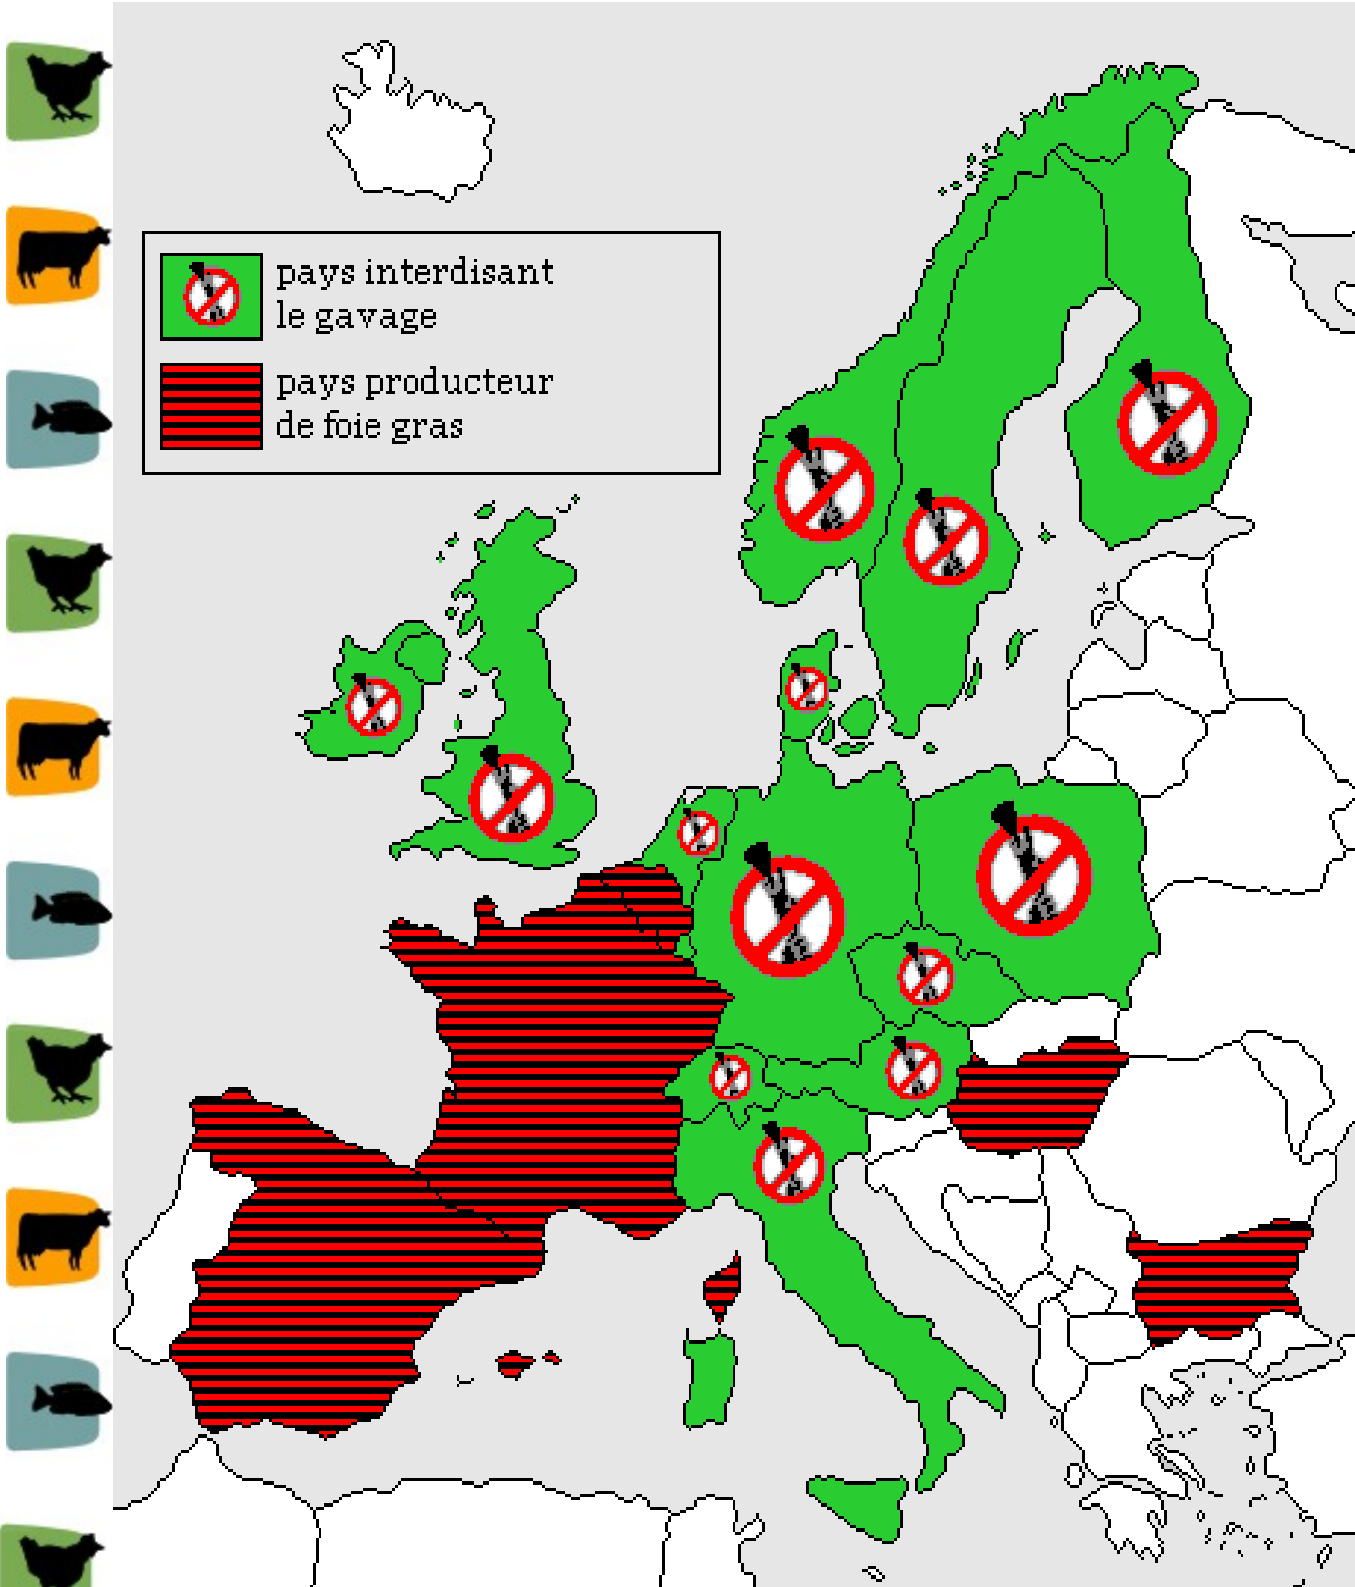 pays interdisant
le gavage
pays producteur
de foie gras